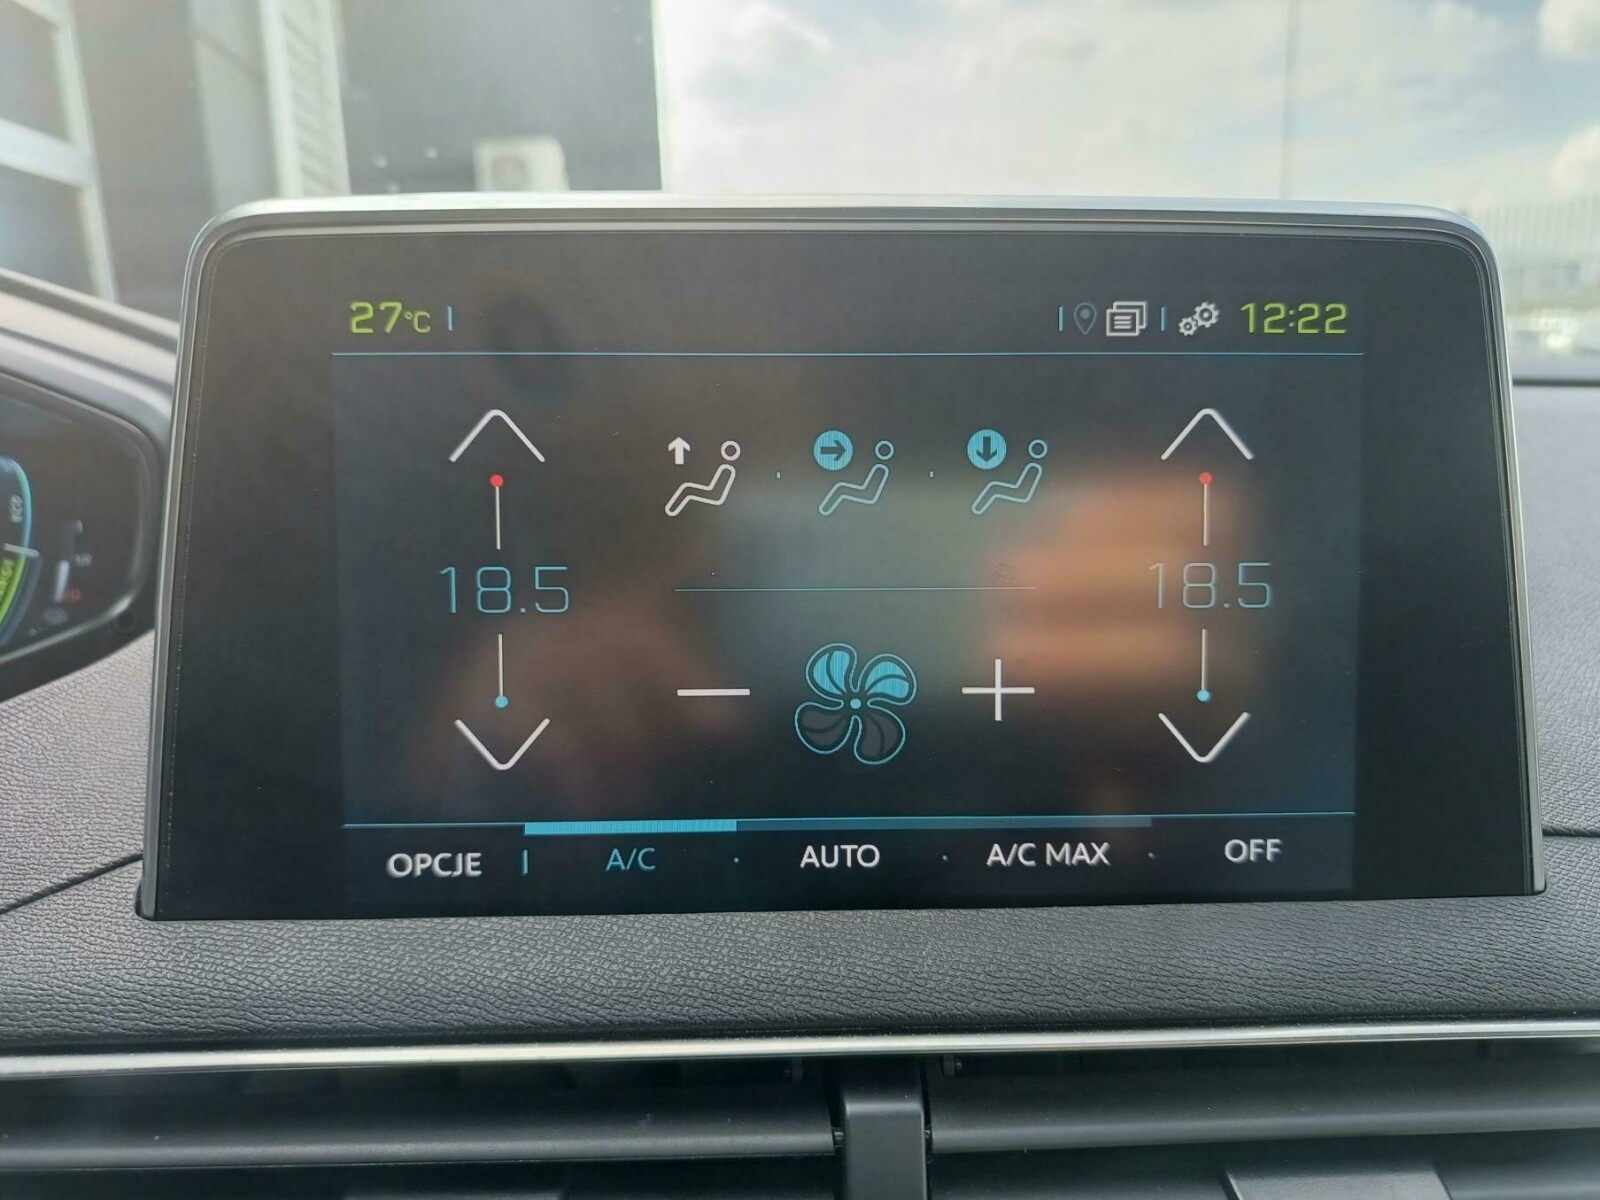 27°C 12:22
18.5 18.5
OPCJE A/C AUTO A/C MAX OFF